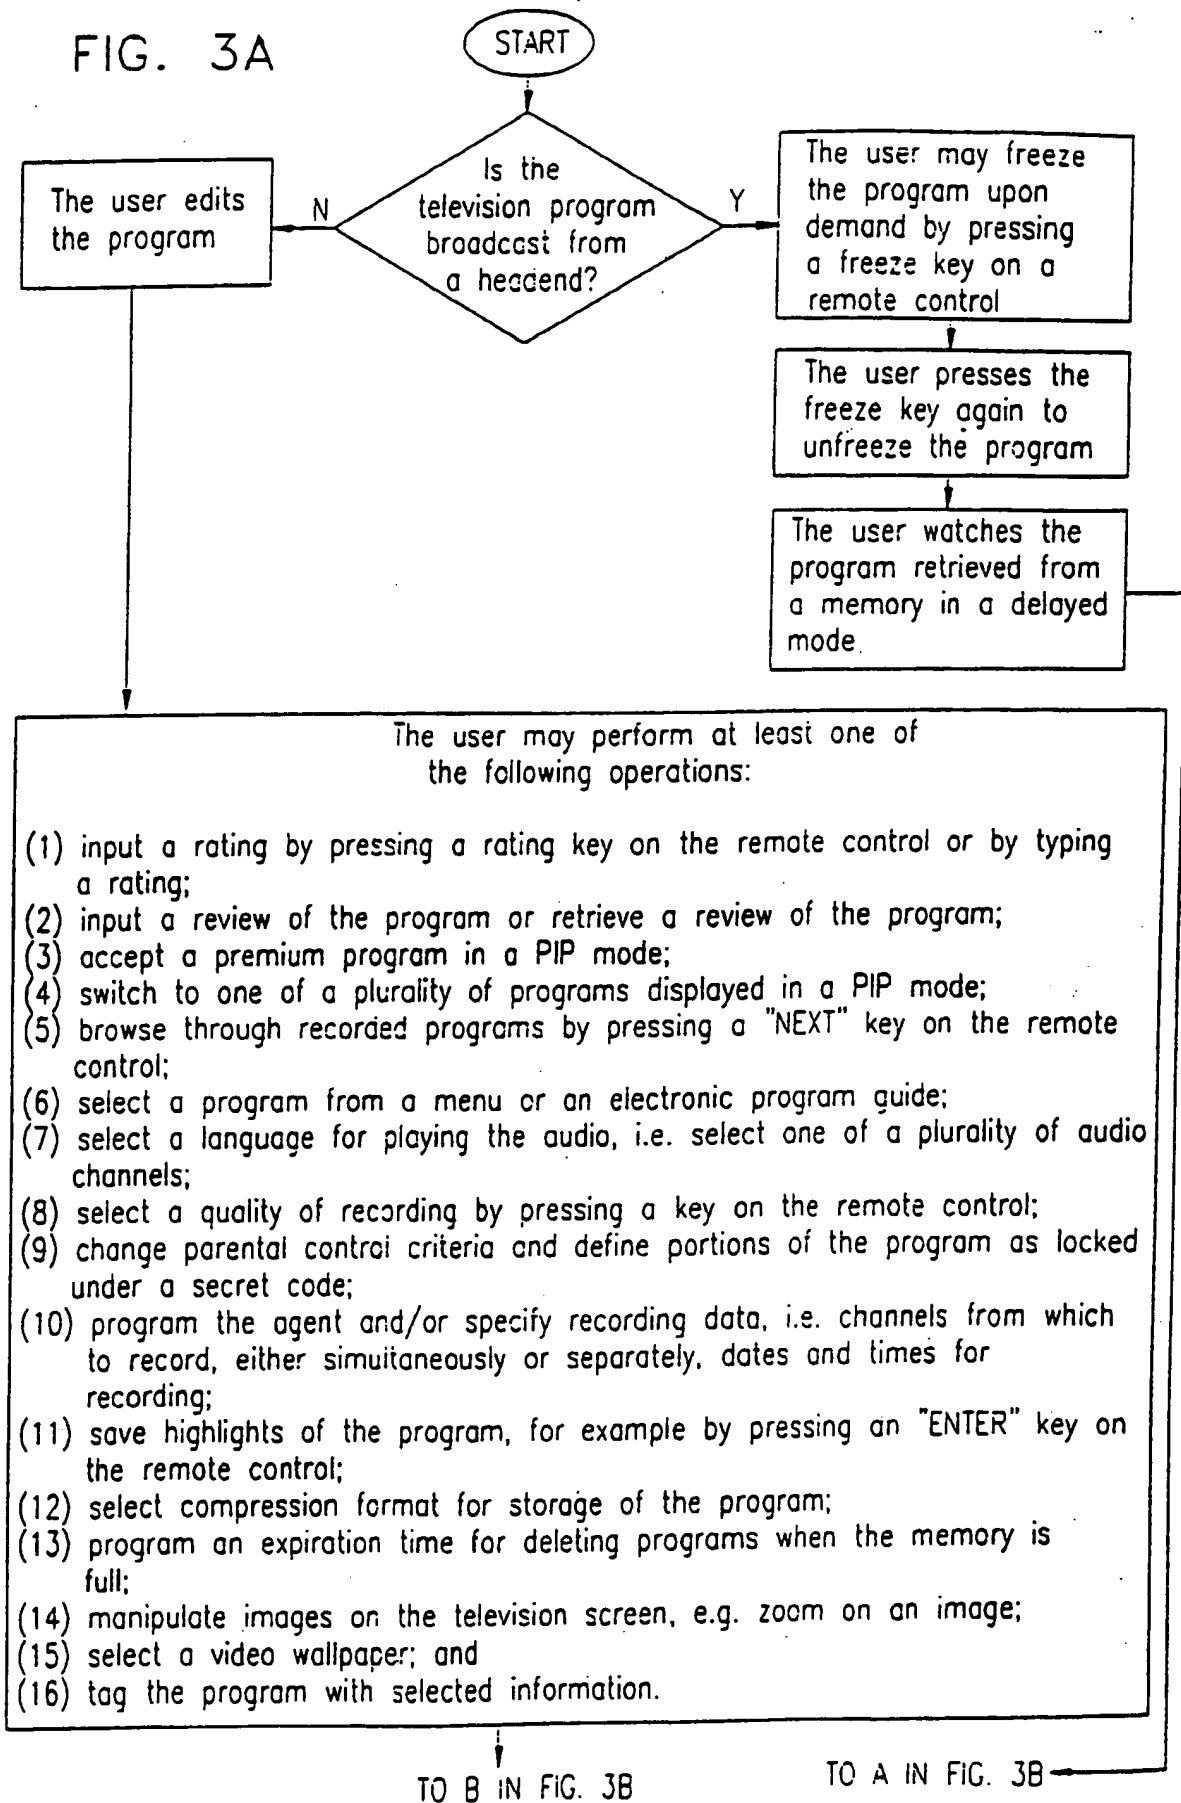 FIG. 3A
START
Is the
television program
broadcast from
a headend?
N
Y
The user edits
the program
The user may freeze
the program upon
demand by pressing
a freeze key on a
remote control
The user presses the
freeze key again to
unfreeze the program
The user watches the
program retrieved from
a memory in a delayed
mode
The user may perform at least one of
the following operations:
(1) input a rating by pressing a rating key on the remote control or by typing
a rating;
(2) input a review of the program or retrieve a review of the program;
(3) accept a premium program in a PIP mode;
(4) switch to one of a plurality of programs displayed in a PIP mode;
(5) browse through recorded programs by pressing a "NEXT" key on the remote
control;
(6) select a program from a menu or an electronic program guide;
(7) select a language for playing the audio, i.e. select one of a plurality of audio
channels;
(8) select a quality of recording by pressing a key on the remote control;
(9) change parental control criteria and define portions of the program as locked
under a secret code;
(10) program the agent and/or specify recording data, i.e. channels from which
to record, either simultaneously or separately, dates and times for
recording;
(11) save highlights of the program, for example by pressing an "ENTER" key on
the remote control;
(12) select compression format for storage of the program;
(13) program an expiration time for deleting programs when the memory is
full;
(14) manipulate images on the television screen, e.g. zoom on an image;
(15) select a video wallpaper; and
(16) tag the program with selected information.
TO B IN FIG. 3B
TO A IN FIG. 3B